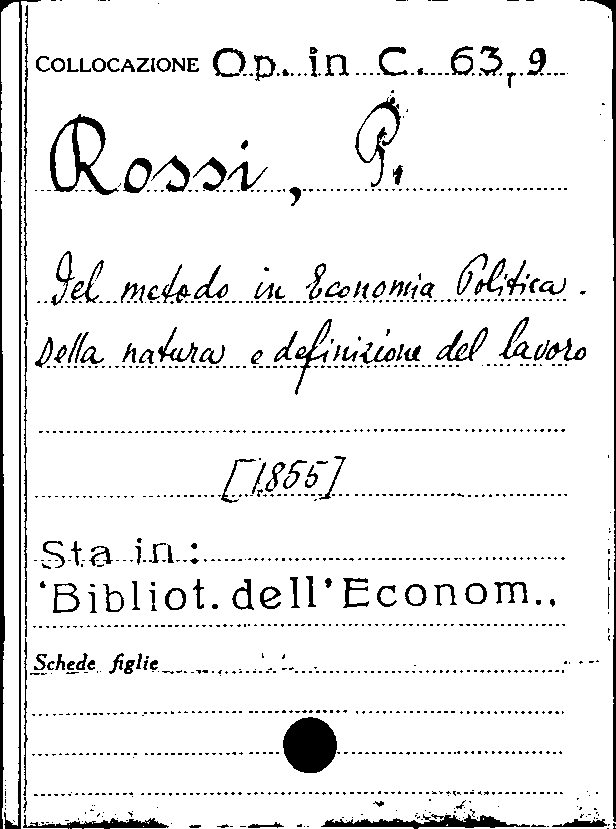 COLLOCAZIONE Op. in C. 63,9
Rossi, P.
Del metodo in Economia Politica.
Della natura e definizione del lavoro
[1855]
Sta in:
'Bibliot. dell'Econom.,
Schede figlie